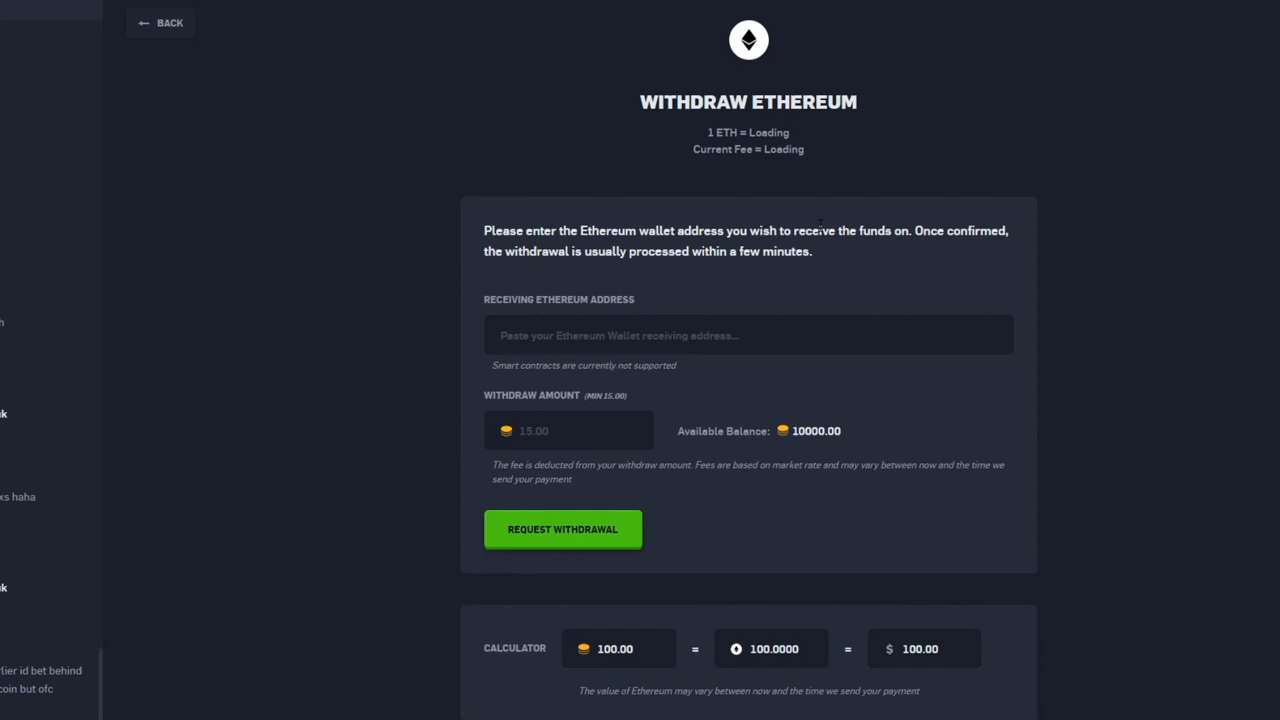 BACK
WITHDRAW ETHEREUM
1 ETH = Loading
Current Fee = Loading
Please enter the Ethereum wallet address you wish to receive the funds on. Once confirmed,
the withdrawal is usually processed within a few minutes.
RECEIVING ETHEREUM ADDRESS
Paste your Ethereum Wallet receiving address...
Smart contracts are currently not supported
WITHDRAW AMOUNT (MIN 15.00)
15.00 Available Balance: 10000.00
The fee is deducted from your withdraw amount. Fees are based on market rate and may vary between now and the time we
send your payment
REQUEST WITHDRAWAL
CALCULATOR 100.00 = 100.0000 = $ 100.00
The value of Ethereum may vary between now and the time we send your payment
h
uk
xs haha
uk
lier id bet behind
coin but ofc